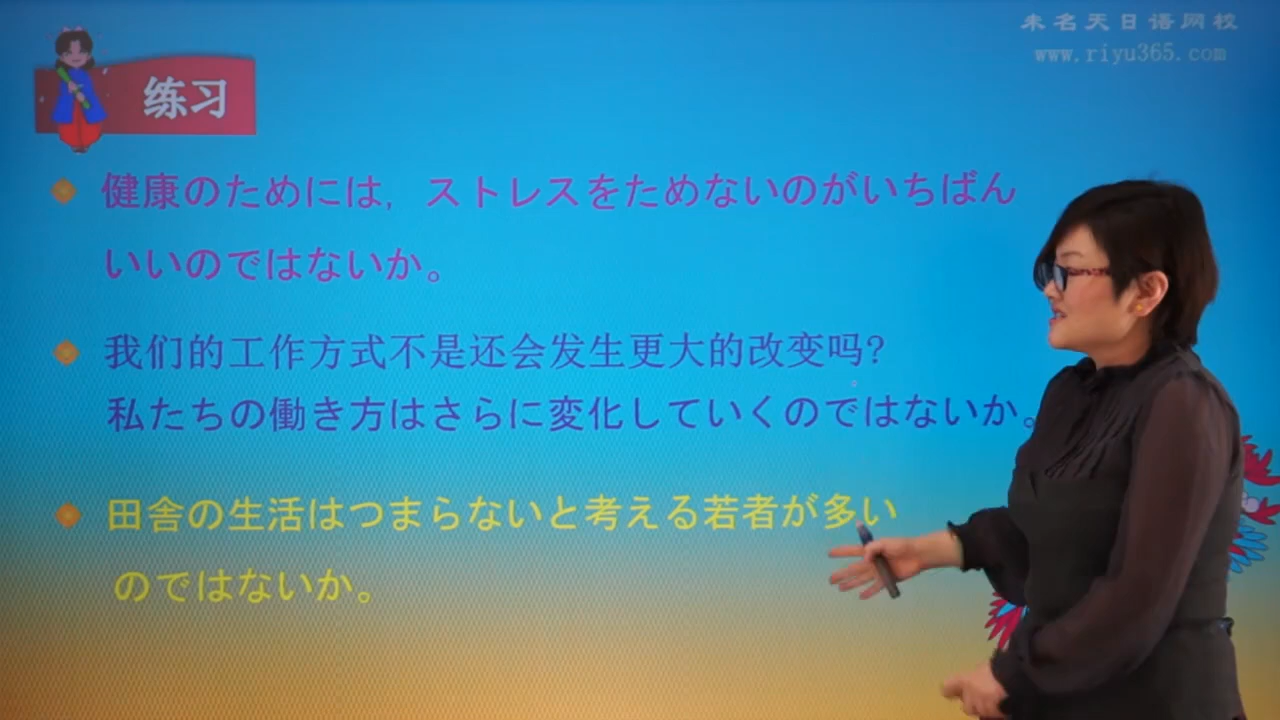 未名天日语网校
www.riyu365.com
练习
健康のためには，ストレスをためないのがいちばん
いいのではないか。
我们的工作方式不是还会发生更大的改变吗?
私たちの働き方はさらに変化していくのではないか。
田舎の生活はつまらないと考える若者が多い
のではないか。